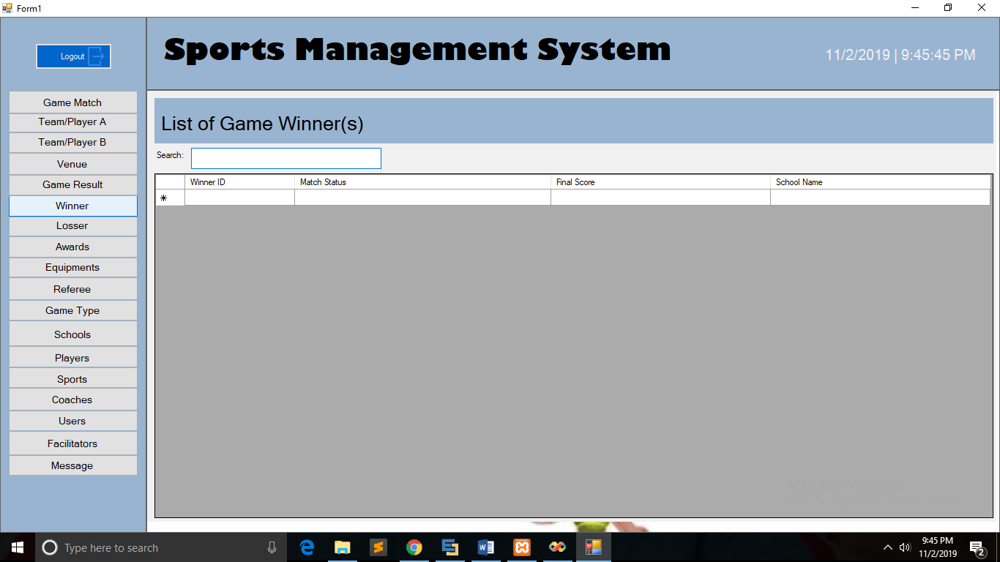 Form1
Logout
Sports Management System
11/2/2019 | 9:45:45 PM
Game Match
Team/Player A
Team/Player B
Venue
Game Result
Winner
Losser
Awards
Equipments
Referee
Game Type
Schools
Players
Sports
Coaches
Users
Facilitators
Message
List of Game Winner(s)
Search:
Winner ID Match Status Final Score School Name
Type here to search
9:45 PM
11/2/2019
2